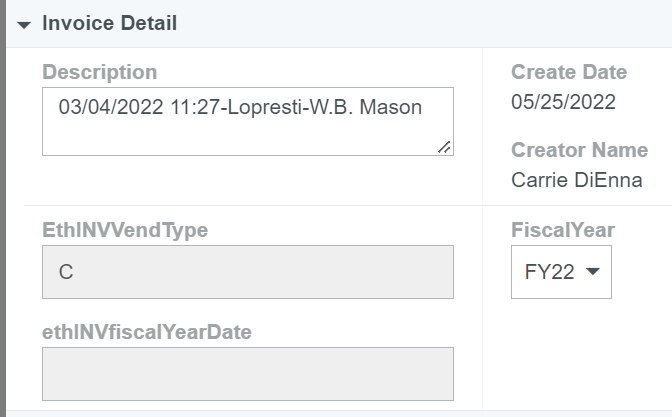 Invoice Detail
Description
03/04/2022 11:27-Lopresti-W.B. Mason
Create Date
05/25/2022
Creator Name
Carrie DiEnna
EthINVVendType
C
FiscalYear
FY22
ethINVfiscalYearDate